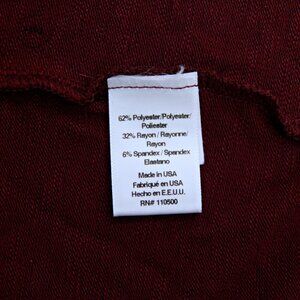 62% Polyester/Polyester/
Poliester
32% Rayon / Rayonne/
Rayon
6% Spandex / Spandex
Elastano
Made in USA
Fabriqué en USA
Hecho en E.E.U.U.
RN# 110500